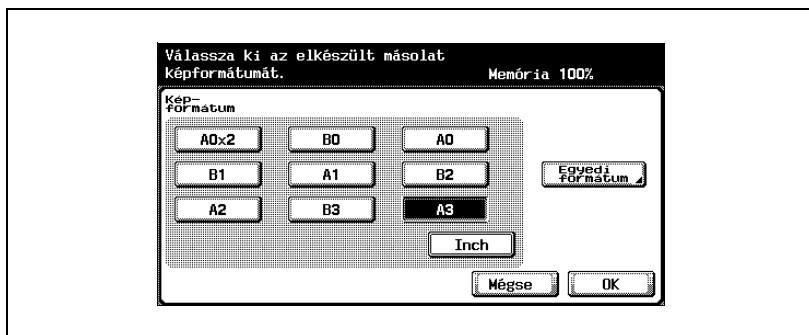 Válassza ki az elkészült másolat
képformátumát. Memória 100%
Kép-
formátum
A0x2 B0 A0
B1 A1 B2 Egyedi
formátum
A2 B3 A3
Inch
Mégse OK